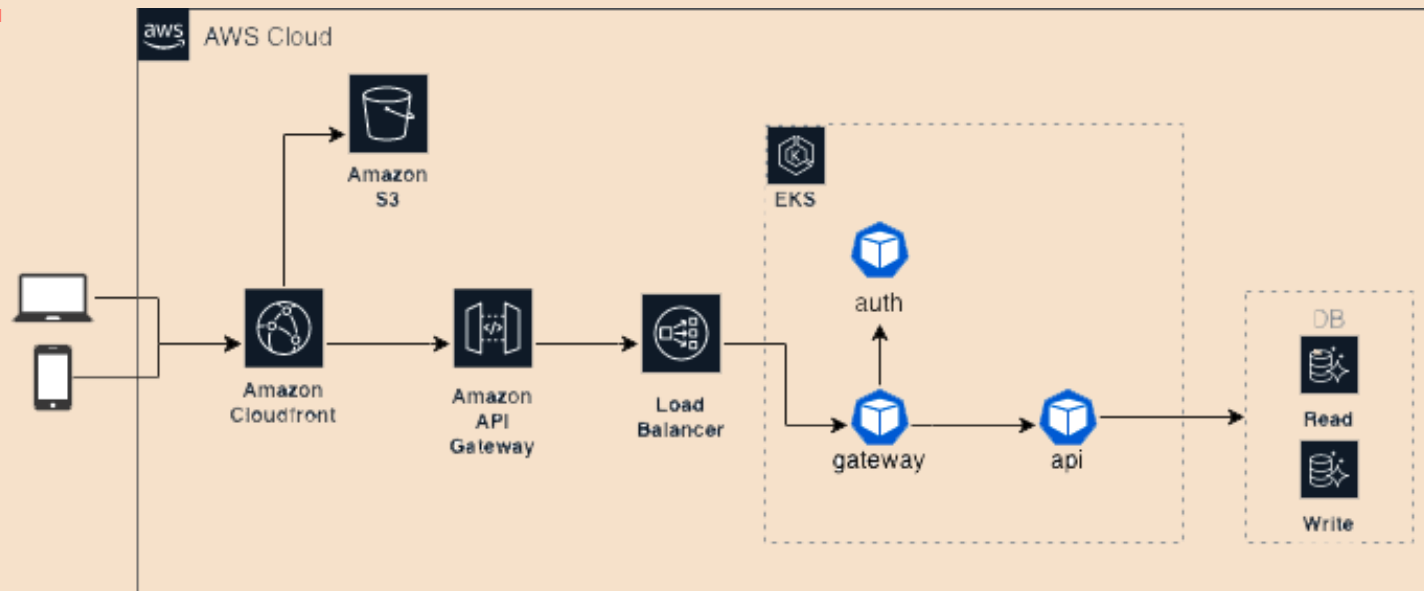 aws
AWS Cloud
Amazon
S3
EKS
auth
Amazon
Cloudfront
Amazon
API
Gateway
Load
Balancer
gateway
api
DB
Read
Write